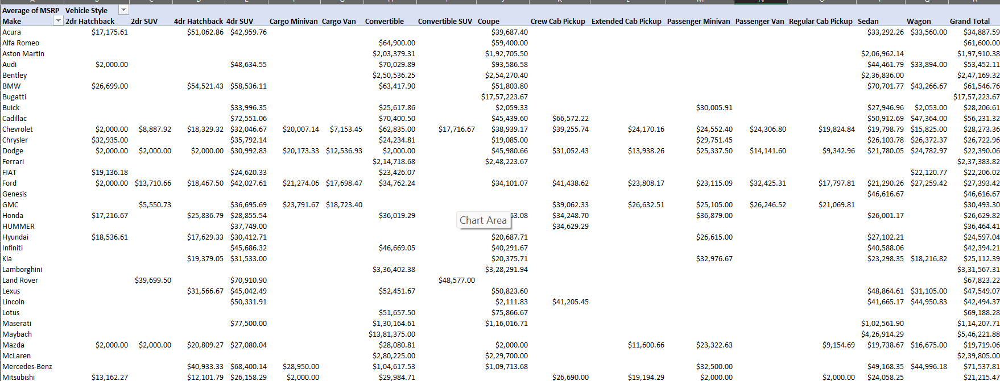 Average of MSRP Vehicle Style
Make 2dr Hatchback 2dr SUV 4dr Hatchback 4dr SUV Cargo Minivan Cargo Van Convertible Convertible SUV Coupe Crew Cab Pickup Extended Cab Pickup Passenger Minivan Passenger Van Regular Cab Pickup Sedan Wagon Grand Total
Acura $17,175.61 $51,062.86 $42,959.76 $39,687.40 $33,292.26 $33,560.00 $34,887.59
Alfa Romeo $64,900.00 $59,400.00 $61,600.00
Aston Martin $2,03,379.31 $1,92,705.50 $2,06,962.14 $1,97,910.38
Audi $2,000.00 $48,634.55 $70,029.89 $93,586.58 $44,461.79 $33,894.00 $53,452.11
Bentley $2,50,536.25 $2,54,270.40 $2,36,836.00 $2,47,169.32
BMW $26,699.00 $54,521.43 $58,536.11 $63,417.90 $51,803.80 $70,701.77 $43,266.67 $61,546.76
Bugatti $17,57,223.67 $17,57,223.67
Buick $33,996.35 $25,617.86 $2,059.33 $30,005.91 $27,946.96 $2,053.00 $28,206.61
Cadillac $72,551.06 $70,400.50 $45,439.60 $66,572.22 $50,912.69 $47,364.00 $56,231.32
Chevrolet $2,000.00 $8,887.92 $18,329.32 $32,046.67 $20,007.14 $7,153.45 $62,835.00 $17,716.67 $38,939.17 $39,255.74 $24,170.16 $24,552.40 $24,306.80 $19,824.84 $19,798.79 $15,825.00 $28,273.36
Chrysler $32,935.00 $35,792.14 $24,234.81 $19,085.00 $29,751.45 $26,103.78 $26,372.37 $26,722.96
Dodge $2,000.00 $2,000.00 $2,000.00 $30,992.83 $20,173.33 $12,536.93 $2,000.00 $45,980.66 $31,052.43 $13,938.26 $25,337.50 $14,141.60 $9,342.96 $21,780.05 $24,782.97 $22,390.06
Ferrari $2,14,718.68 $2,48,223.67 $2,37,383.82
FIAT $19,136.18 $24,620.33 $23,426.07 $22,120.77 $22,206.02
Ford $2,000.00 $13,710.66 $18,467.50 $42,027.61 $21,274.06 $17,698.47 $34,762.24 $34,101.07 $41,438.62 $23,808.17 $23,115.09 $32,425.31 $17,797.81 $21,290.26 $27,259.42 $27,393.42
Genesis $46,616.67 $46,616.67
GMC $5,550.73 $36,695.69 $23,791.67 $18,723.40 $39,062.33 $26,632.51 $25,105.00 $26,246.52 $21,069.81 $30,493.30
Honda $17,216.67 $25,836.79 $28,855.54 $36,019.29 63.08 $34,248.70 $36,879.00 $26,001.17 $26,629.82
Chart Area
HUMMER $37,749.00 $34,629.29 $36,464.41
Hyundai $18,536.61 $17,629.33 $30,412.71 $20,687.71 $26,615.00 $27,102.21 $24,597.04
Infiniti $45,686.32 $46,669.05 $40,291.67 $40,588.06 $42,394.21
Kia $19,379.05 $31,533.00 $20,375.71 $32,976.67 $23,298.35 $18,216.82 $25,112.39
Lamborghini $3,36,402.38 $3,28,291.94 $3,31,567.31
Land Rover $39,699.50 $70,910.90 $48,577.00 $67,823.22
Lexus $31,566.67 $45,042.49 $52,451.67 $50,823.60 $48,864.61 $31,105.00 $47,549.07
Lincoln $50,331.91 $2,111.83 $41,205.45 $41,665.17 $44,950.83 $42,494.37
Lotus $51,657.50 $75,866.67 $69,188.28
Maserati $77,500.00 $1,30,164.61 $1,16,016.71 $1,02,561.90 $1,14,207.71
Maybach $13,81,375.00 $4,26,914.29 $5,46,221.88
Mazda $2,000.00 $2,000.00 $20,809.27 $27,080.04 $28,080.81 $2,000.00 $11,600.66 $23,322.63 $9,154.69 $19,738.67 $16,675.00 $19,719.06
McLaren $2,80,225.00 $2,29,700.00 $2,39,805.00
Mercedes-Benz $40,933.33 $68,400.14 $28,950.00 $1,04,617.53 $1,09,713.68 $32,500.00 $49,168.35 $44,996.18 $71,537.81
Mitsubishi $13,162.27 $12,101.79 $26,158.29 $2,000.00 $29,984.71 $26,690.00 $19,194.29 $2,000.00 $2,000.00 $24,058.25 $21,215.47